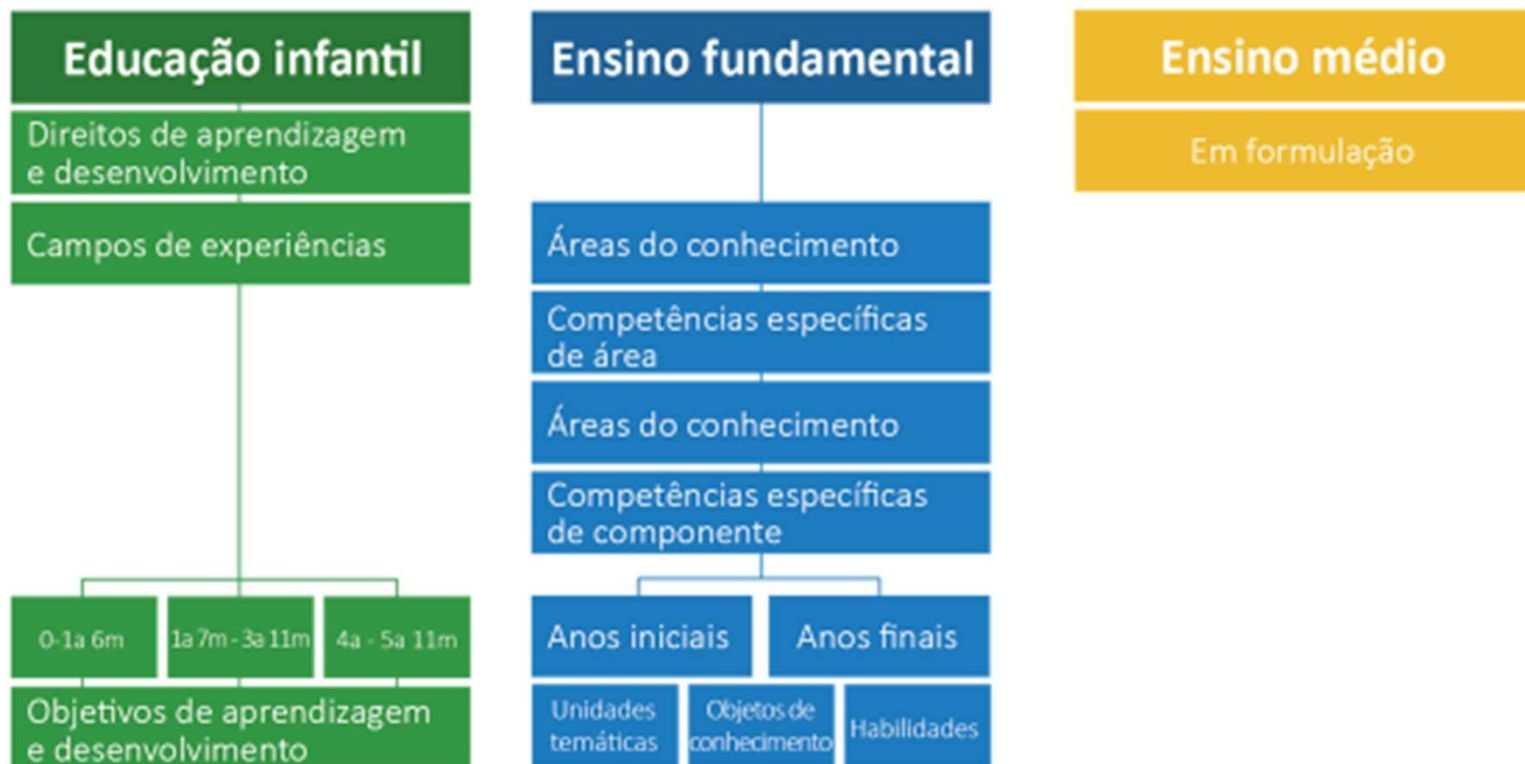 Educação infantil
Direitos de aprendizagem
e desenvolvimento
Campos de experiências
0-1a 6m
1a 7m - 3a 11m
4a - 5a 11m
Objetivos de aprendizagem
e desenvolvimento
Ensino fundamental
Áreas do conhecimento
Competências específicas
de área
Áreas do conhecimento
Competências específicas
de componente
Anos iniciais
Anos finais
Unidades
temáticas
Objetos de
conhecimento
Habilidades
Ensino médio
Em formulação